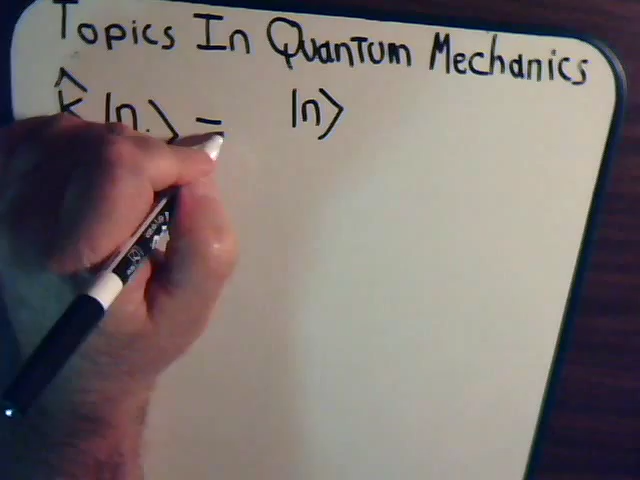 Topics In Quantum Mechanics
k̂ |n⟩ = |n⟩